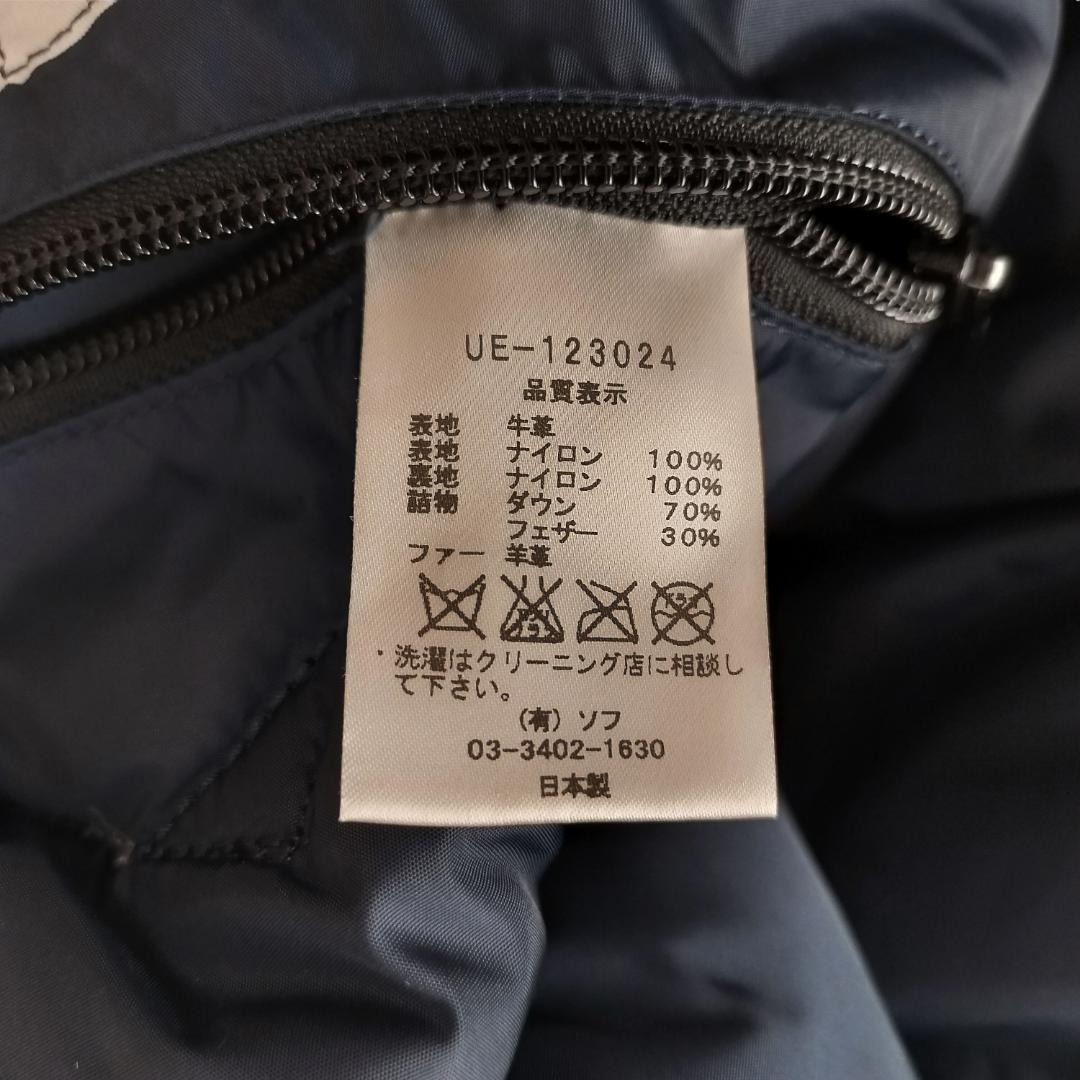 UE-123024
品質表示
表地 牛革
表地 ナイロン 100%
裏地 ナイロン 100%
詰物 ダウン 70%
フェザー 30%
ファー 羊革
・洗濯はクリーニング店に相談し
て下さい。
(有) ソフ
03-3402-1630
日本製